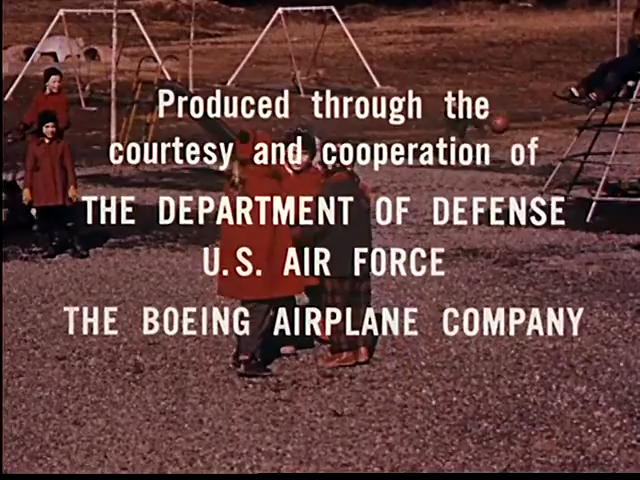 Produced through the
courtesy and cooperation of
THE DEPARTMENT OF DEFENSE
U.S. AIR FORCE
THE BOEING AIRPLANE COMPANY